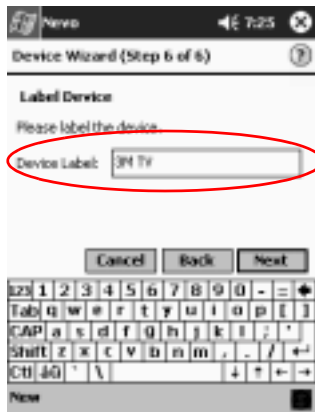 Nevo 7:25
Device Wizard (Step 6 of 6) ?
Label Device
Please label the device.
Device Label: 3M TV
Cancel Back Next
123 1 2 3 4 5 6 7 8 9 0 - =
Tab q w e r t y u i o p [ ]
CAP a s d f g h j k l ; '
Shift z x c v b n m , . /
Ctl áü ` \
New